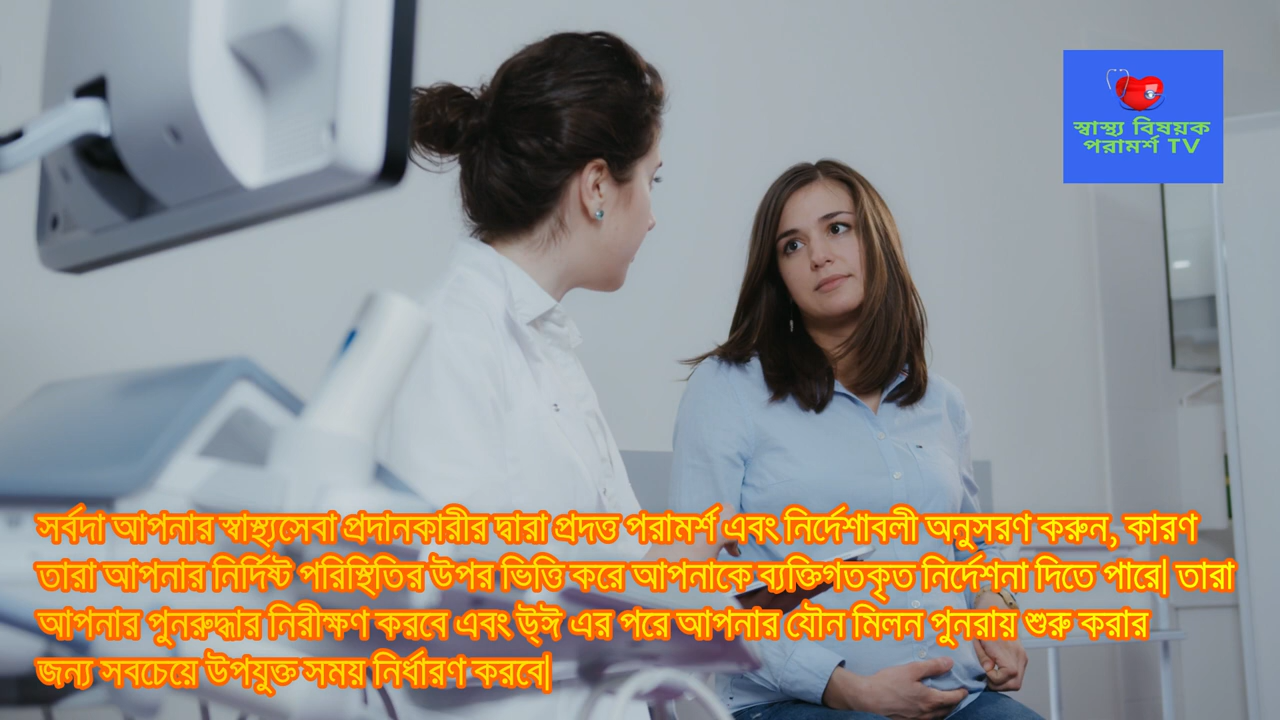 স্বাস্থ্য বিষয়ক
পরামর্শ TV
সর্বদা আপনার স্বাস্থ্যসেবা প্রদানকারীর দ্বারা প্রদত্ত পরামর্শ এবং নির্দেশাবলী অনুসরণ করুন, কারণ
তারা আপনার নির্দিষ্ট পরিস্থিতির উপর ভিত্তি করে আপনাকে ব্যক্তিগতকৃত নির্দেশনা দিতে পারে| তারা
আপনার পুনরুদ্ধার নিরীক্ষণ করবে এবং ড্ঈ এর পরে আপনার যৌন মিলন পুনরায় শুরু করার
জন্য সবচেয়ে উপযুক্ত সময় নির্ধারণ করবে|